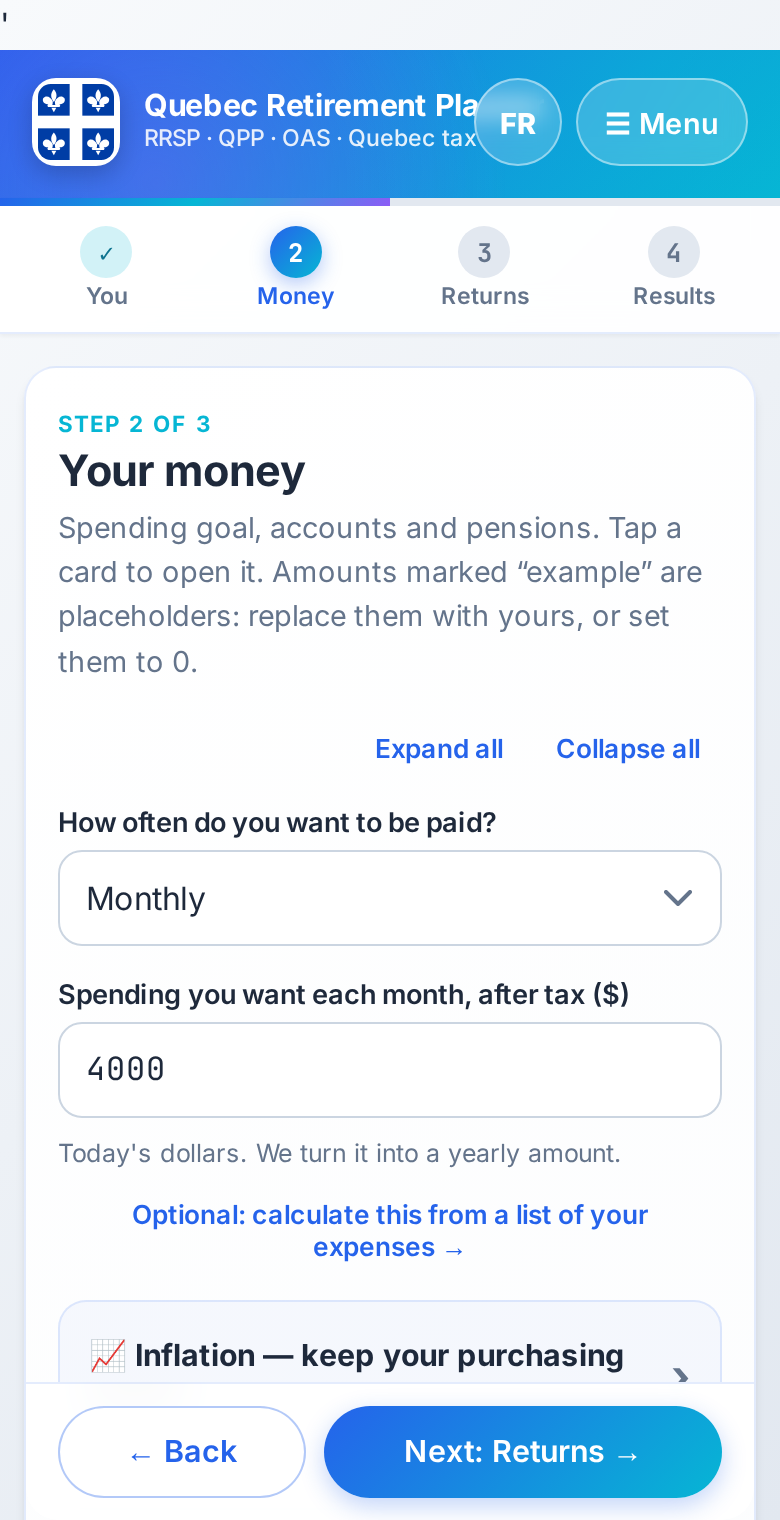 '
Quebec Retirement Pla
RRSP · QPP · OAS · Quebec tax
FR
☰ Menu
✓
You
2
Money
3
Returns
4
Results
STEP 2 OF 3
Your money
Spending goal, accounts and pensions. Tap a
card to open it. Amounts marked “example” are
placeholders: replace them with yours, or set
them to 0.
Expand all
Collapse all
How often do you want to be paid?
Monthly
Spending you want each month, after tax ($)
4000
Today's dollars. We turn it into a yearly amount.
Optional: calculate this from a list of your
expenses →
📈 Inflation — keep your purchasing
← Back
Next: Returns →